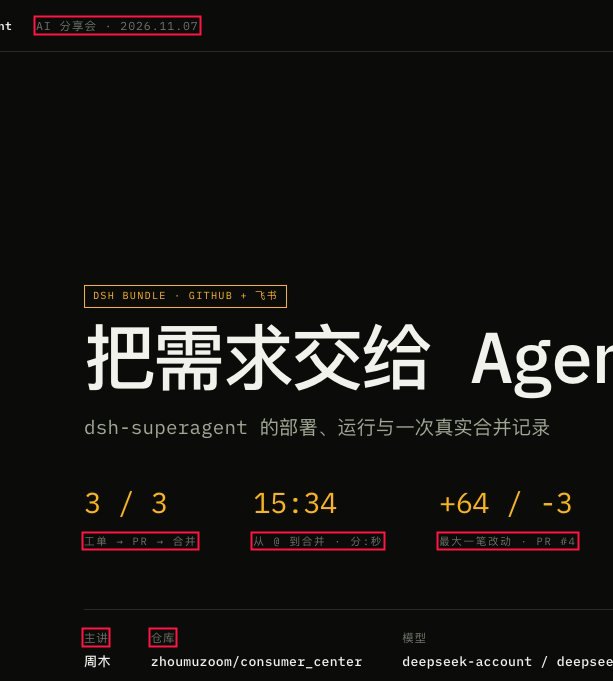 nt AI 分享会 · 2026.11.07
DSH BUNDLE · GITHUB + 飞书
把需求交给 Agen
dsh-superagent 的部署、运行与一次真实合并记录
3 / 3 15:34 +64 / -3
工单 → PR → 合并 从 @ 到合并 · 分:秒 最大一笔改动 · PR #4
主讲 仓库 模型
周木 zhoumuzoom/consumer_center deepseek-account / deepsee